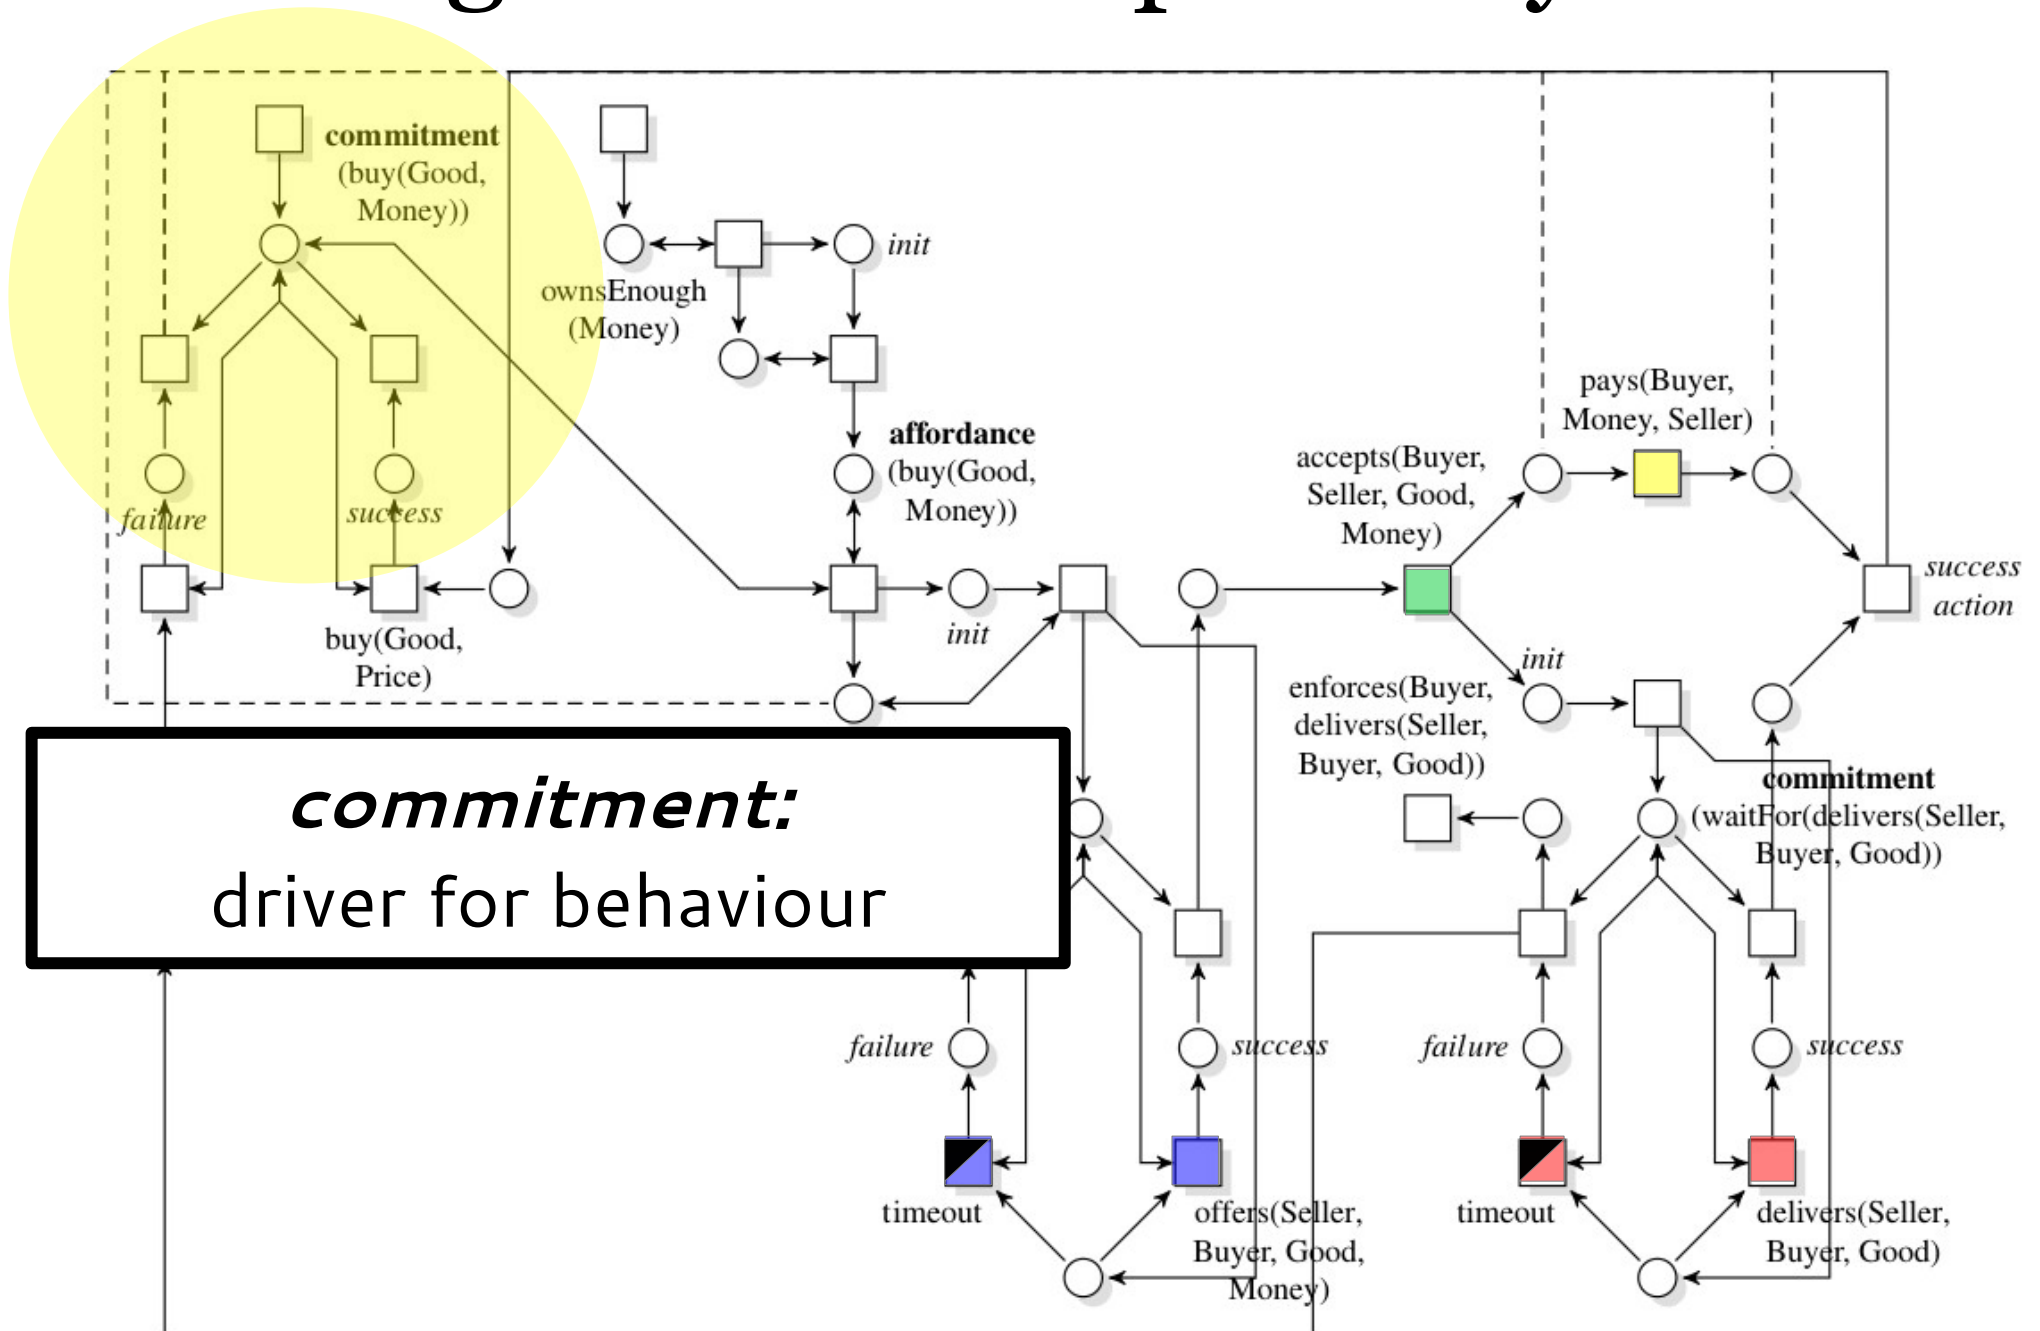 commitment
(buy(Good,
Money))
init
ownsEnough
(Money)
pays(Buyer,
Money, Seller)
affordance
(buy(Good,
Money))
accepts(Buyer,
Seller, Good,
Money)
failure
success
success
action
init
buy(Good,
Price)
init
enforces(Buyer,
delivers(Seller,
Buyer, Good))
commitment:
driver for behaviour
commitment
(waitFor(delivers(Seller,
Buyer, Good))
failure
success
failure
success
timeout
offers(Seller,
Buyer, Good,
Money)
timeout
delivers(Seller,
Buyer, Good)